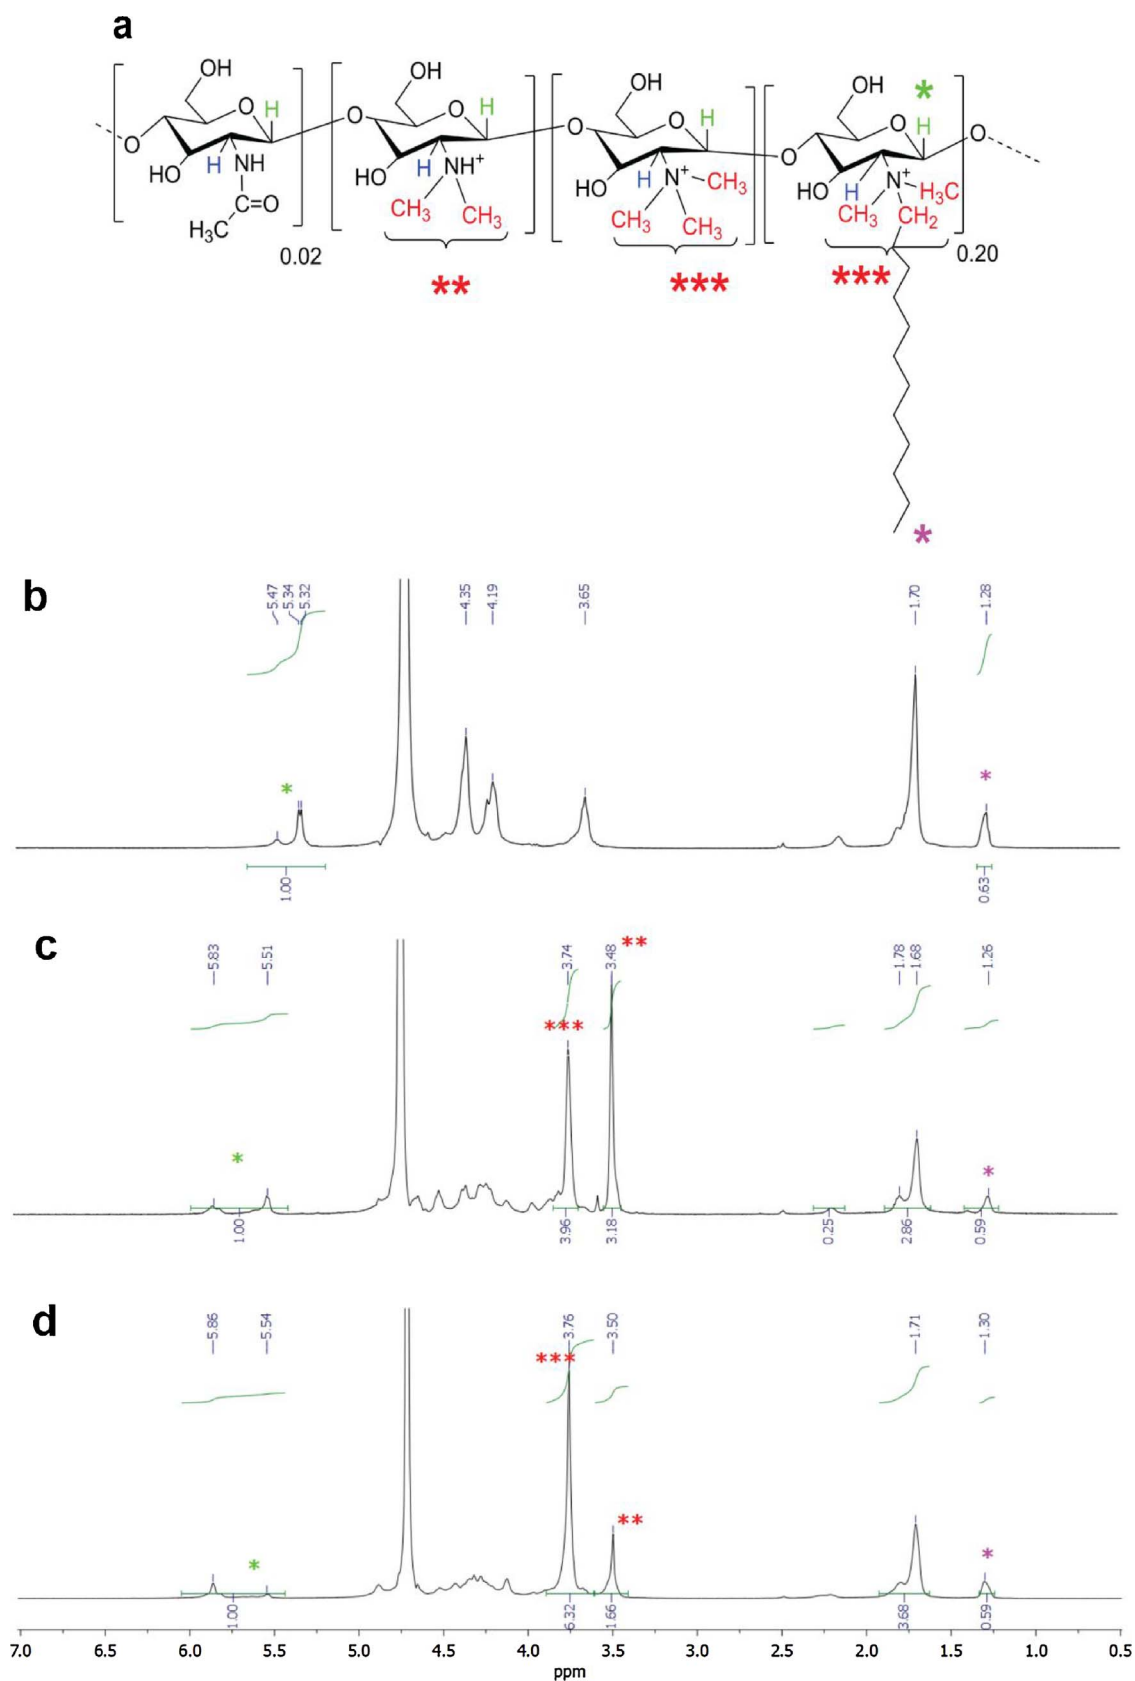 a
OH OH OH OH *
O H O H O H O H
O O O O O
HO H NH HO H NH+ HO H N+ CH3 HO H N+ H3C
C=O CH3 CH3 CH3 CH3 CH3 CH2
H3C
0.02 ** *** *** 0.20
*
b
5.47 5.34 5.32 4.35 4.19 3.65 1.70 1.28
* *
1.00 0.63
c
5.83 5.51 3.74 3.48 ** 1.78 1.68 1.26
***
* *
1.00 3.96 3.18 0.25 2.86 0.59
d
5.86 5.54 3.76 3.50 1.71 1.30
***
**
* *
1.00 6.32 1.66 3.68 0.59
7.0 6.5 6.0 5.5 5.0 4.5 4.0 3.5 3.0 2.5 2.0 1.5 1.0 0.5
ppm